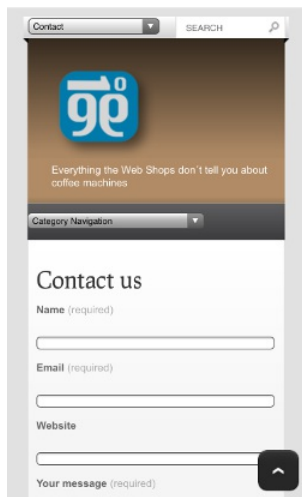 Contact
SEARCH
Everything the Web Shops don´t tell you about
coffee machines
Category Navigation
Contact us
Name (required)
Email (required)
Website
Your message (required)